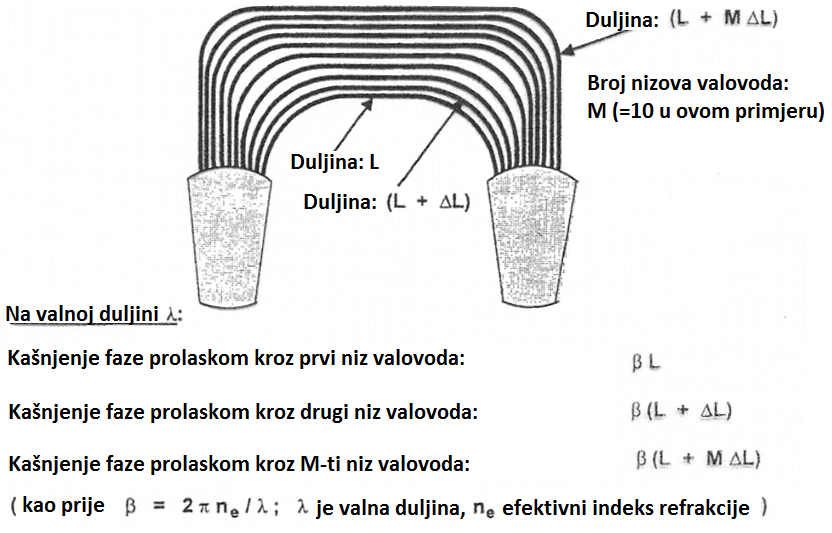 Duljina: (L + M ΔL)
Broj nizova valovoda:
M (=10 u ovom primjeru)
Duljina: L
Duljina: (L + ΔL)
Na valnoj duljini λ:
Kašnjenje faze prolaskom kroz prvi niz valovoda: β L
Kašnjenje faze prolaskom kroz drugi niz valovoda: β (L + ΔL)
Kašnjenje faze prolaskom kroz M-ti niz valovoda: β (L + M ΔL)
( kao prije β = 2 π nₑ / λ ; λ je valna duljina, nₑ efektivni indeks refrakcije )